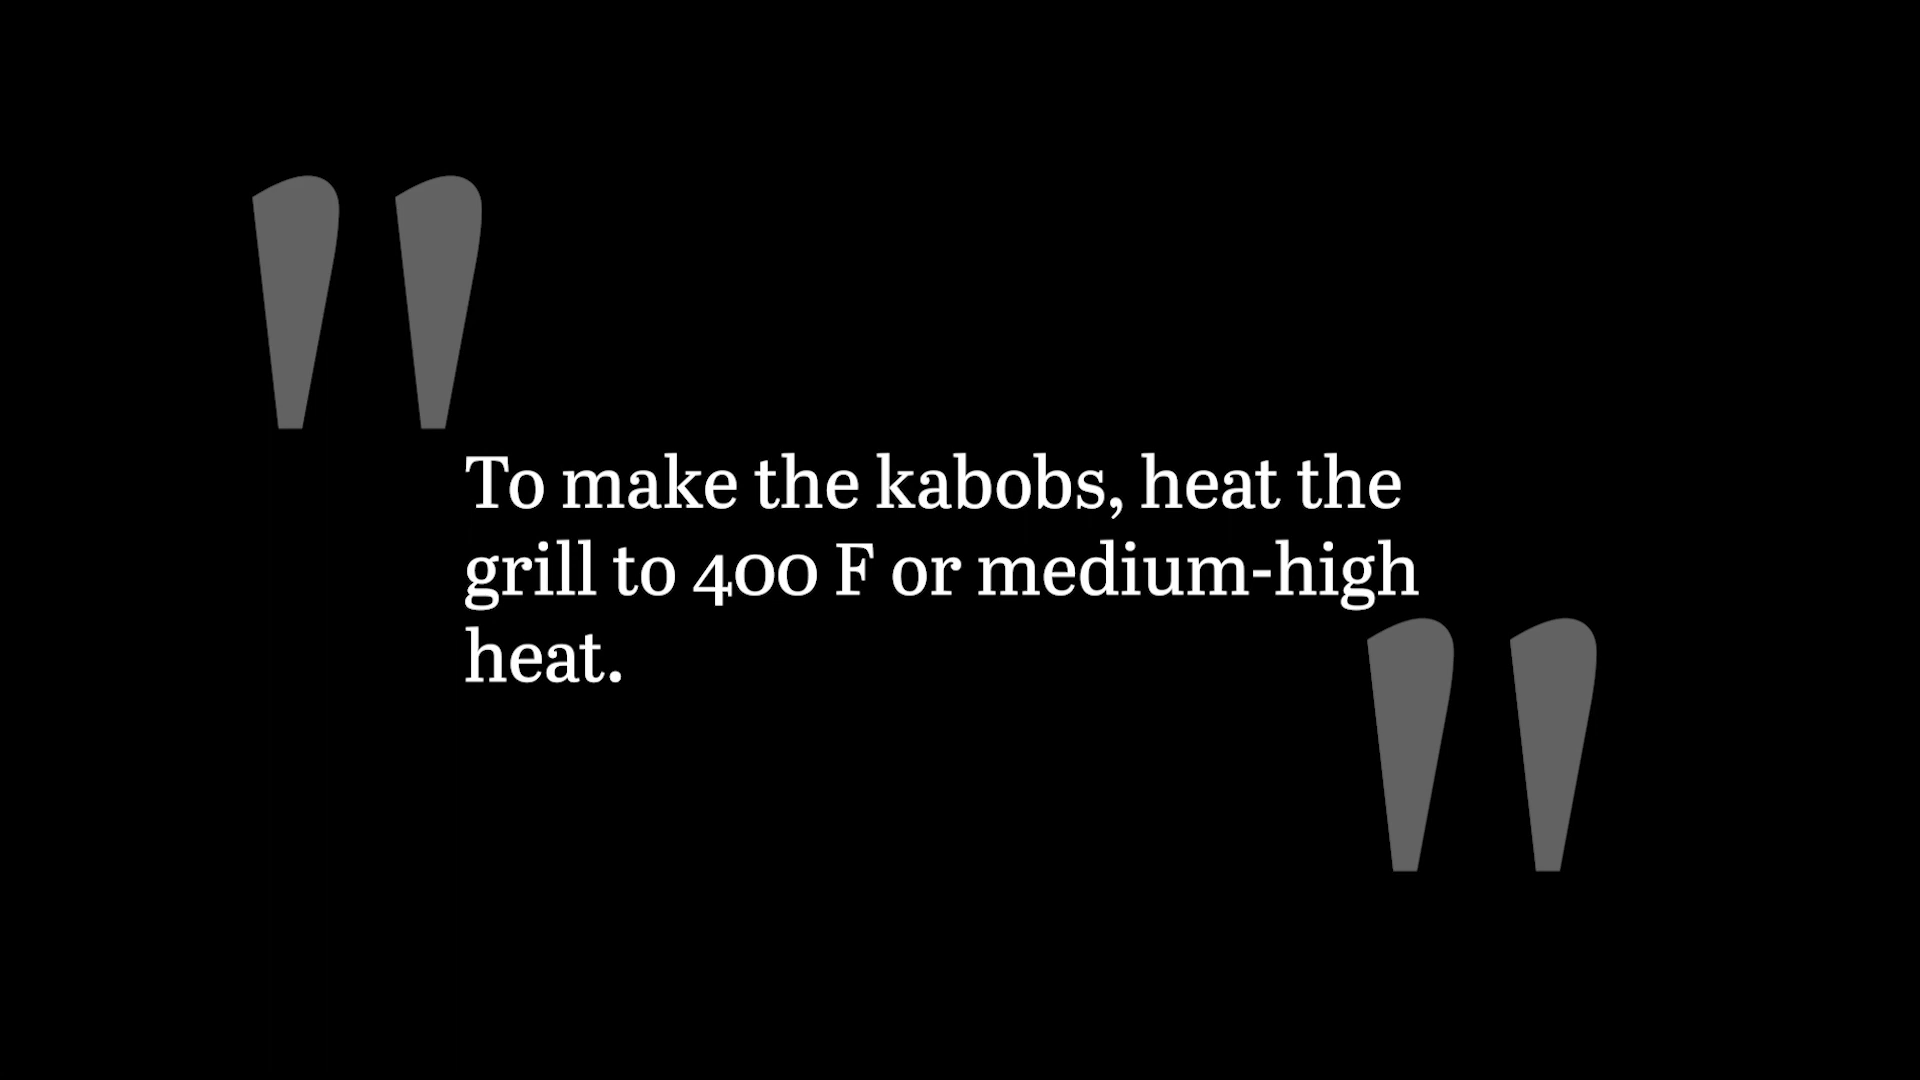 "
To make the kabobs, heat the
grill to 400 F or medium-high
heat.
"